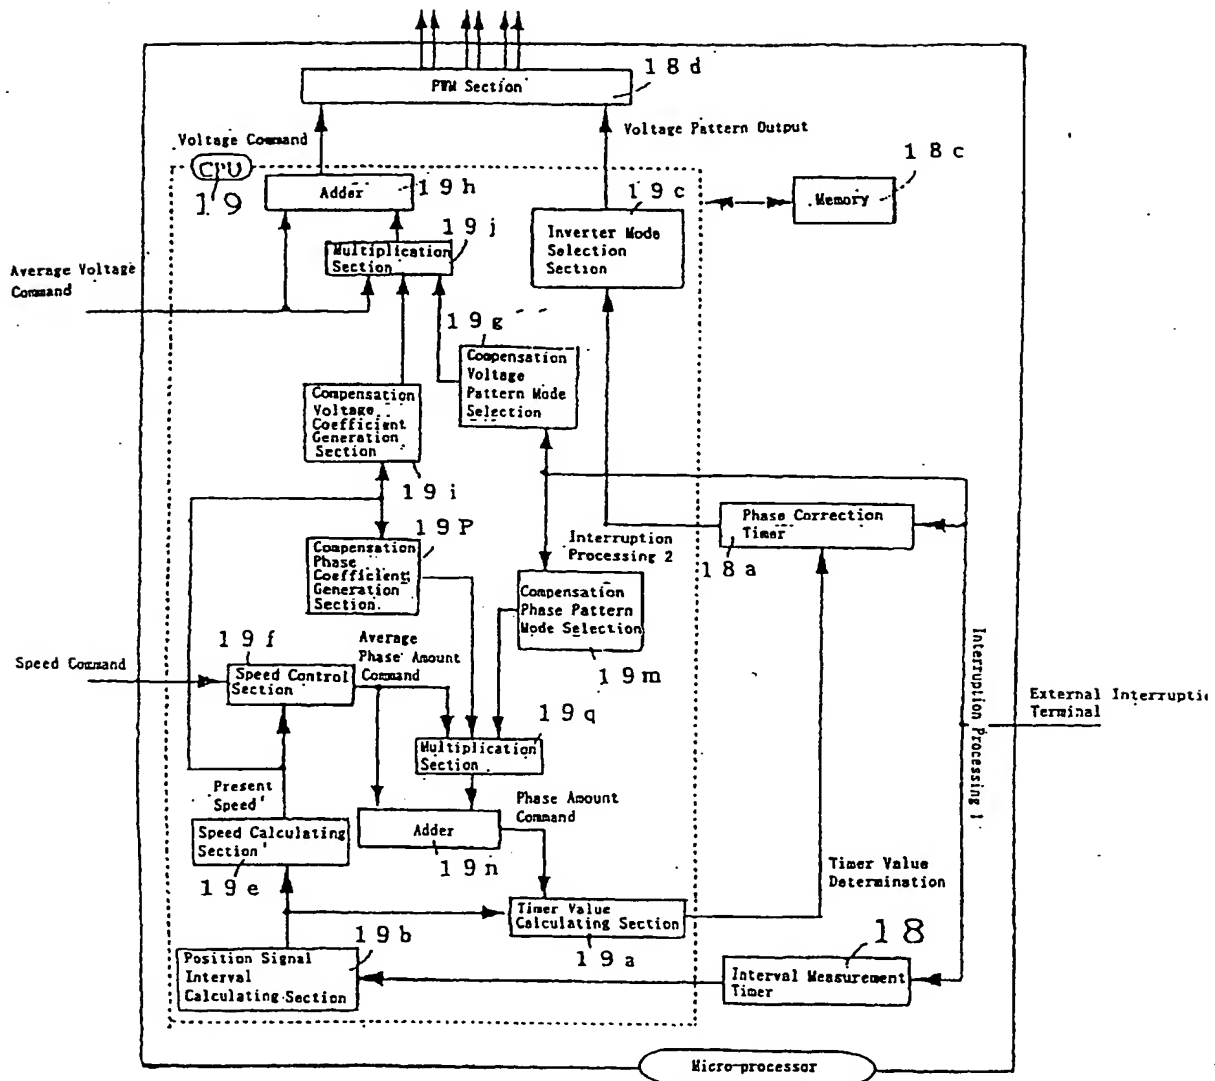 PWM Section
18d
Voltage Command
Voltage Pattern Output
CPU
19
Adder
19h
19c
18c
Memory
19j
Multiplication
Section
Inverter Mode
Selection
Section
Average Voltage
Command
19g
Compensation
Voltage
Pattern Mode
Selection
Compensation
Voltage
Coefficient
Generation
Section
19i
Phase Correction
Timer
18a
19P
Compensation
Phase
Coefficient
Generation
Section.
Interruption
Processing 2
Compensation
Phase Pattern
Mode Selection
19m
Average
Phase Amount
Command
19f
Speed Command
Speed Control
Section
Interruption Processing 1
External Interruptio
Terminal
19q
Multiplication
Section
Present
Speed'
Phase Amount
Command
Speed Calculating
Section'
19e
Adder
19n
Timer Value
Determination
Timer Value
Calculating Section
19a
19b
Position Signal
Interval
Calculating Section
18
Interval Measurement
Timer
Micro-processor